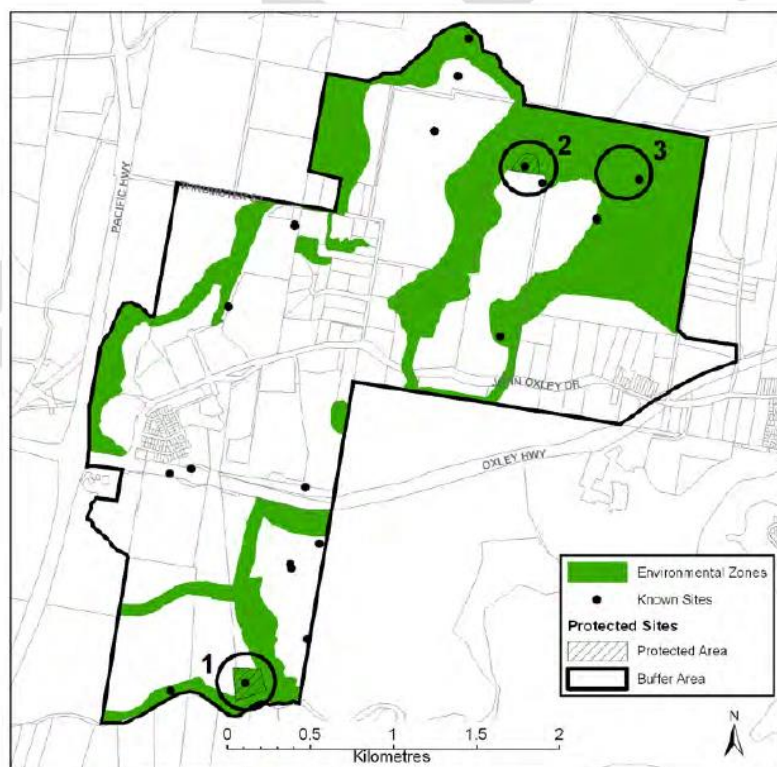 2
3
PACIFIC HWY
JOHN OXLEY DR
OXLEY HWY
1
Environmental Zones
Known Sites
Protected Sites
Protected Area
Buffer Area
N
0 0.5 1 1.5 2
Kilometres